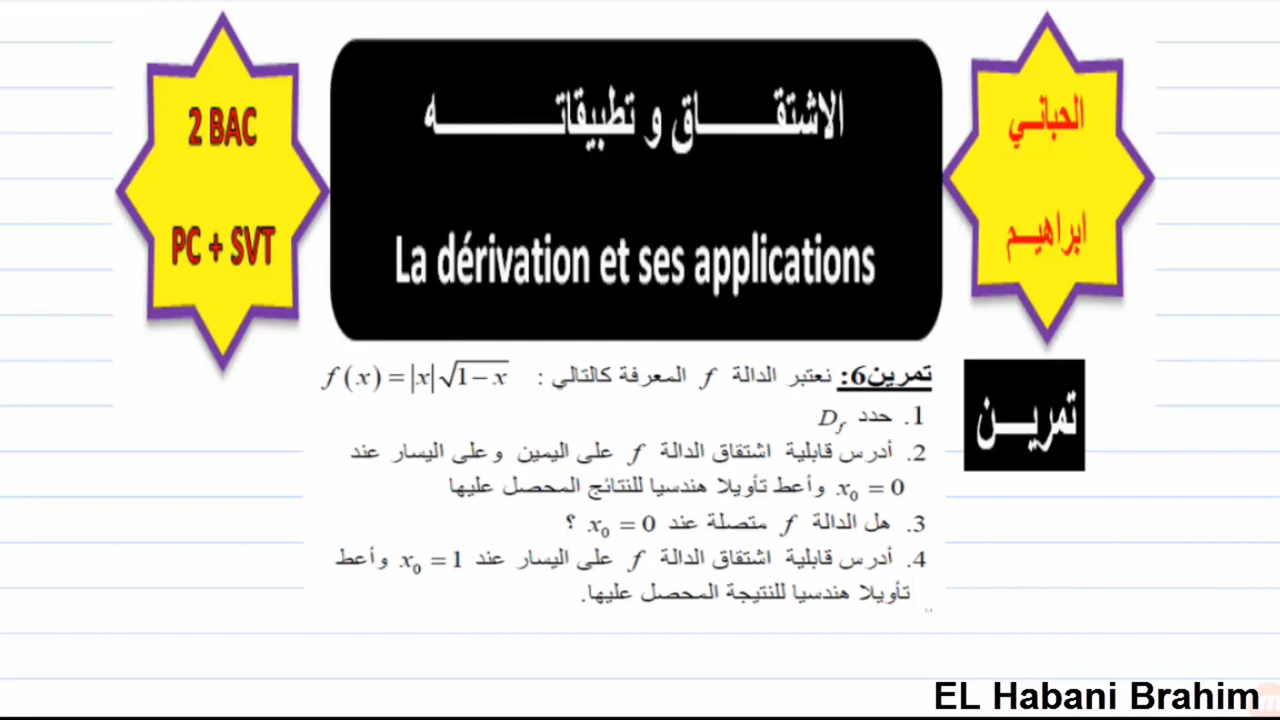 2 BAC
PC + SVT
الاشتقـــــــاق و تطبيقاتـــــــــــه
La dérivation et ses applications
الحباني
ابراهيـم
تمريـــن
تمرين6: نعتبر الدالة f المعرفة كالتالي : f(x)=|x|√(1−x)
1. حدد D_f
2. أدرس قابلية اشتقاق الدالة f على اليمين وعلى اليسار عند
x₀ = 0 وأعط تأويلا هندسيا للنتائج المحصل عليها
3. هل الدالة f متصلة عند x₀ = 0 ؟
4. أدرس قابلية اشتقاق الدالة f على اليسار عند x₀ = 1 وأعط
تأويلا هندسيا للنتيجة المحصل عليها.
EL Habani Brahim